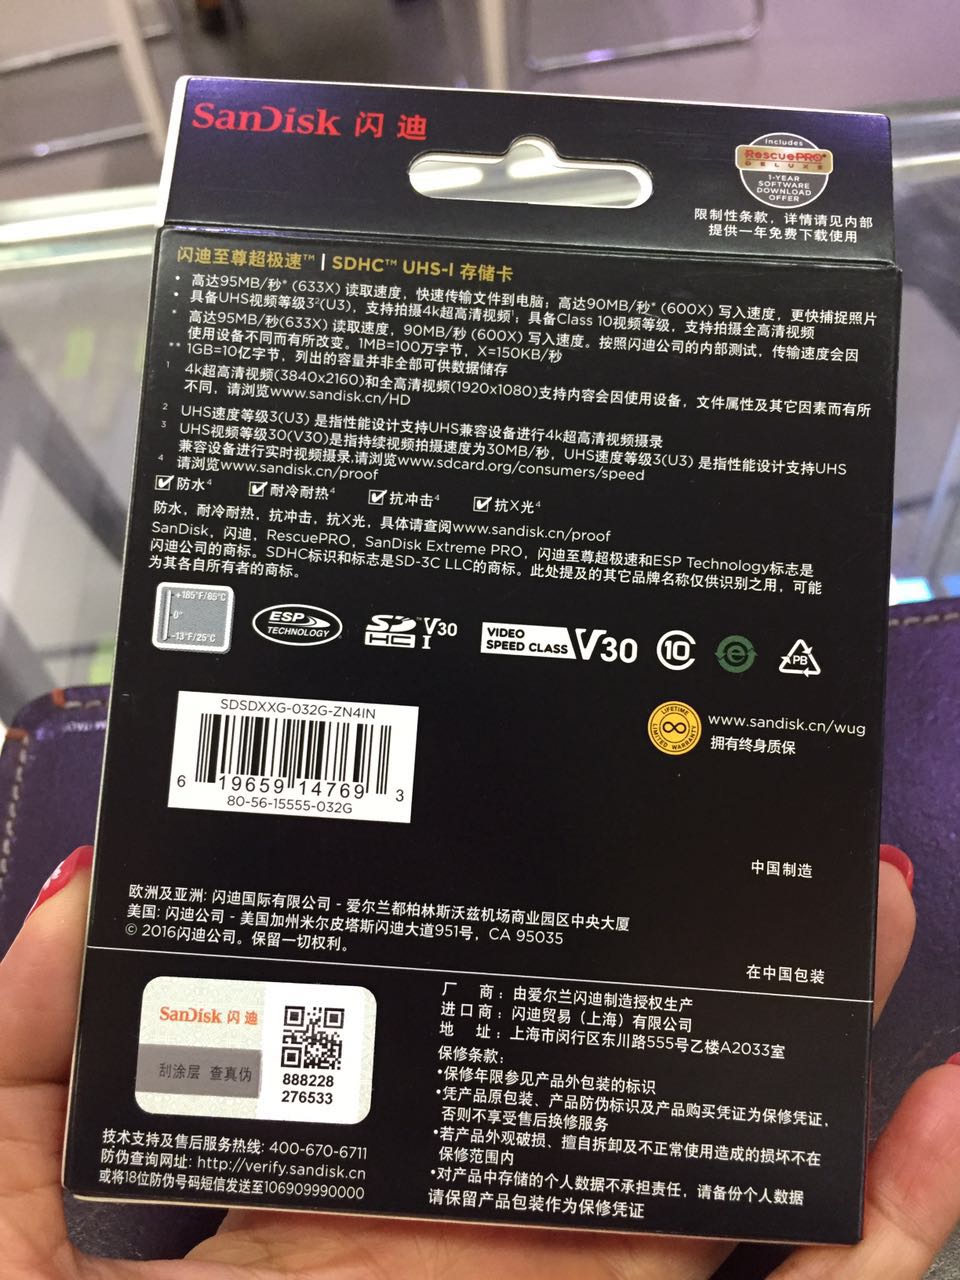 SanDisk 闪迪
Includes
RescuePRO®
DELUXE
1-YEAR
SOFTWARE
DOWNLOAD
OFFER
限制性条款，详情请见内部
提供一年免费下载使用
闪迪至尊超极速™ | SDHC™ UHS-I 存储卡
• 高达95MB/秒* (633X) 读取速度，快速传输文件到电脑；高达90MB/秒* (600X) 写入速度，更快捕捉照片
• 具备UHS视频等级3²(U3)，支持拍摄4k超高清视频¹；具备Class 10视频等级，支持拍摄全高清视频
* 高达95MB/秒(633X) 读取速度，90MB/秒 (600X) 写入速度。按照闪迪公司的内部测试，传输速度会因
使用设备不同而有所改变。1MB=100万字节，X=150KB/秒
** 1GB=10亿字节，列出的容量并非全部可供数据储存
¹ 4k超高清视频(3840x2160)和全高清视频(1920x1080)支持内容会因使用设备，文件属性及其它因素而有所
不同，请浏览www.sandisk.cn/HD
² UHS速度等级3(U3) 是指性能设计支持UHS兼容设备进行4k超高清视频摄录
³ UHS视频等级30(V30)是指持续视频拍摄速度为30MB/秒，UHS速度等级3(U3) 是指性能设计支持UHS
兼容设备进行实时视频摄录,请浏览www.sdcard.org/consumers/speed
⁴ 请浏览www.sandisk.cn/proof
防水⁴ 耐冷耐热⁴ 抗冲击⁴ 抗X光⁴
防水，耐冷耐热，抗冲击，抗X光，具体请查阅www.sandisk.cn/proof
SanDisk，闪迪，RescuePRO，SanDisk Extreme PRO，闪迪至尊超极速和ESP Technology标志是
闪迪公司的商标。SDHC标识和标志是SD-3C LLC的商标。此处提及的其它品牌名称仅供识别之用，可能
为其各自所有者的商标。
+185°F/85°C
0°
-13°F/25°C
ESP
TECHNOLOGY
SD
HC I
V30
VIDEO
SPEED CLASS V30
10
e
PB
SDSDXXG-032G-ZN4IN
6 19659 14769 3
80-56-15555-032G
LIFETIME
LIMITED WARRANTY
www.sandisk.cn/wug
拥有终身质保
中国制造
欧洲及亚洲: 闪迪国际有限公司 - 爱尔兰都柏林斯沃兹机场商业园区中央大厦
美国: 闪迪公司 - 美国加州米尔皮塔斯闪迪大道951号，CA 95035
© 2016闪迪公司。保留一切权利。
在中国包装
SanDisk 闪迪
刮涂层 查真伪
888228
276533
技术支持及售后服务热线: 400-670-6711
防伪查询网址: http://verify.sandisk.cn
或将18位防伪号码短信发送至106909990000
厂 商：由爱尔兰闪迪制造授权生产
进口商：闪迪贸易（上海）有限公司
地 址：上海市闵行区东川路555号乙楼A2033室
保修条款：
•保修年限参见产品外包装的标识
•凭产品原包装、产品防伪标识及产品购买凭证为保修凭证，
否则不享受售后换修服务
•若产品外观破损、擅自拆卸及不正常使用造成的损坏不在
保修范围内
•对产品中存储的个人数据不承担责任，请备份个人数据
请保留产品包装作为保修凭证